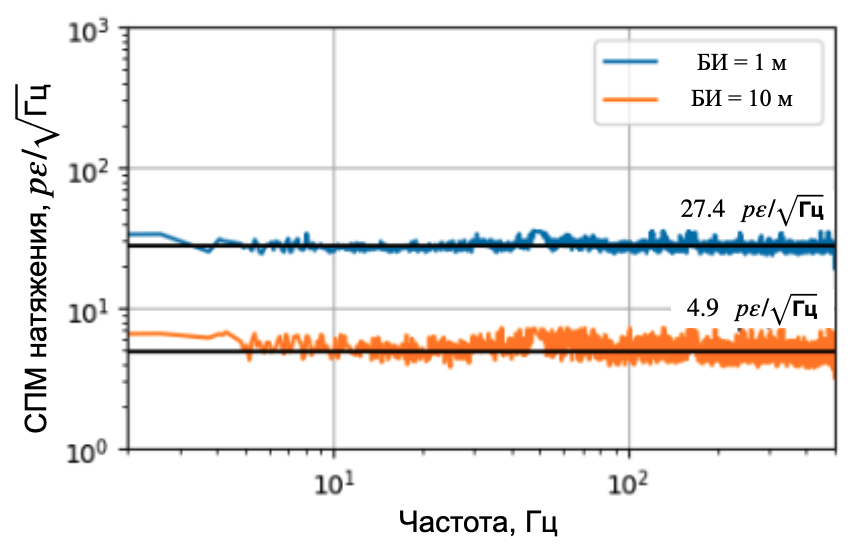 СПМ натяжения, pε/√Гц
10³
10²
10¹
10⁰
БИ = 1 м
БИ = 10 м
27.4 pε/√Гц
4.9 pε/√Гц
10¹ 10²
Частота, Гц